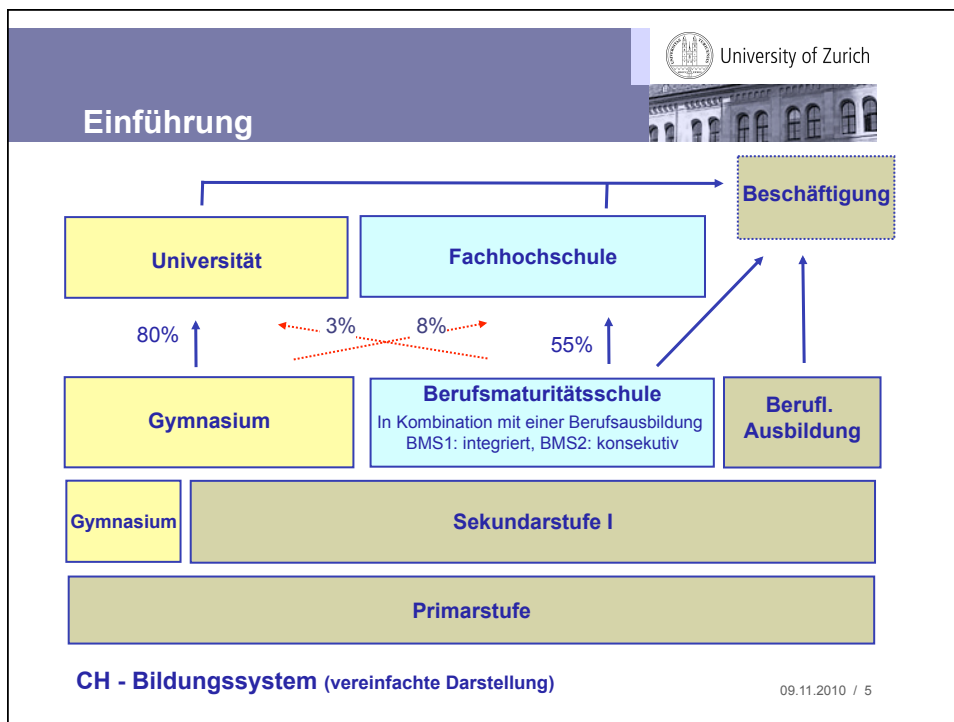 University of Zurich
Einführung
Beschäftigung
Universität
Fachhochschule
80%
3%
8%
55%
Gymnasium
Berufsmaturitätsschule
In Kombination mit einer Berufsausbildung
BMS1: integriert, BMS2: konsekutiv
Berufl.
Ausbildung
Gymnasium
Sekundarstufe I
Primarstufe
CH - Bildungssystem (vereinfachte Darstellung)
09.11.2010 / 5